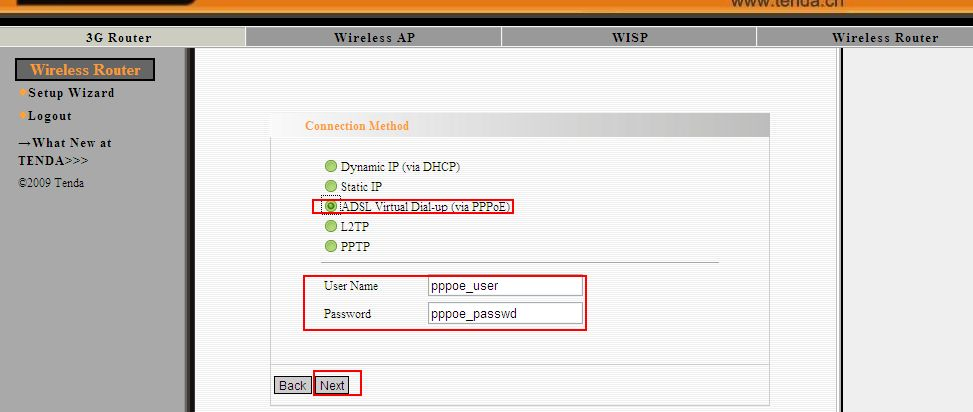 www.tenda.cn
3G Router
Wireless AP
WISP
Wireless Router
Wireless Router
Setup Wizard
Logout
→What New at
TENDA>>>
©2009 Tenda
Connection Method
Dynamic IP (via DHCP)
Static IP
ADSL Virtual Dial-up (via PPPoE)
L2TP
PPTP
User Name
pppoe_user
Password
pppoe_passwd
Back
Next